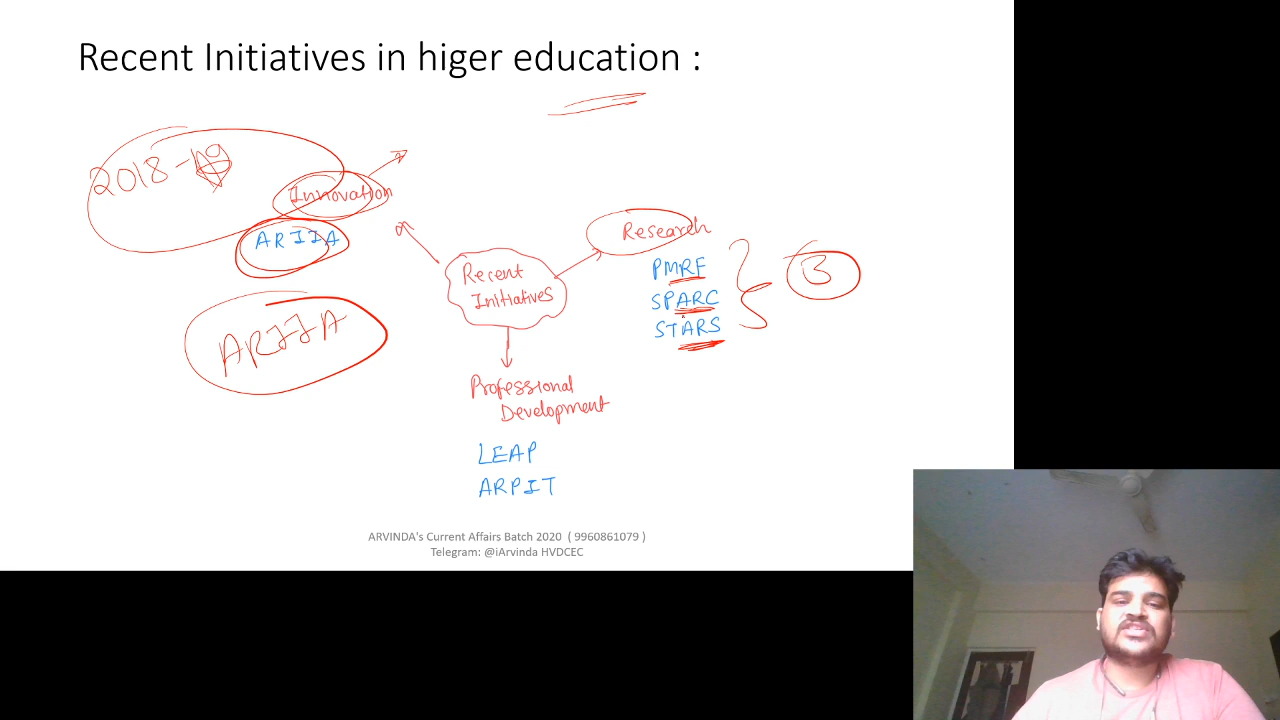 Recent Initiatives in higer education :
2018-19
Innovation
ARIIA
ARIIA
Recent
Initiatives
Research
PMRF
SPARC
STARS
3
Professional
Development
LEAP
ARPIT
ARVINDA's Current Affairs Batch 2020 ( 9960861079 )
Telegram: @iArvinda HVDCEC